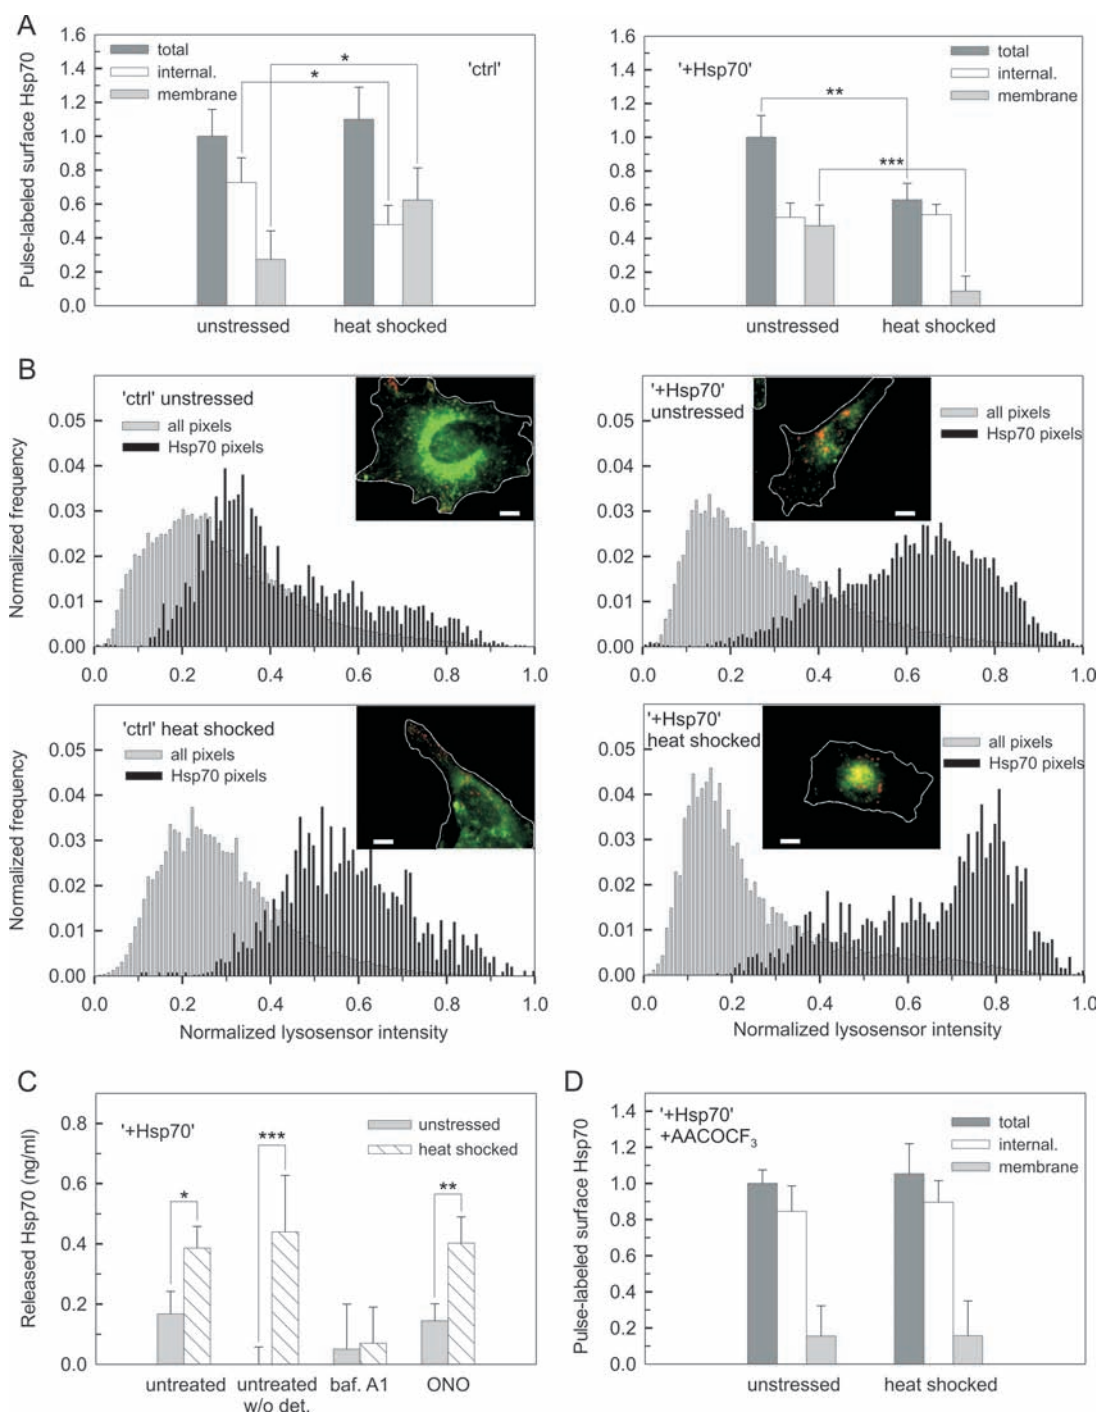 A
Pulse-labeled surface Hsp70
1.6
1.4
1.2
1.0
0.8
0.6
0.4
0.2
0.0
total
internal.
membrane
'ctrl'
*
*
unstressed
heat shocked
1.6
1.4
1.2
1.0
0.8
0.6
0.4
0.2
0.0
'+Hsp70'
total
internal.
membrane
**
***
unstressed
heat shocked
B
Normalized frequency
0.05
0.04
0.03
0.02
0.01
0.00
'ctrl' unstressed
all pixels
Hsp70 pixels
0.0 0.2 0.4 0.6 0.8 1.0
0.05
0.04
0.03
0.02
0.01
0.00
'+Hsp70'
unstressed
all pixels
Hsp70 pixels
0.0 0.2 0.4 0.6 0.8 1.0
Normalized frequency
0.05
0.04
0.03
0.02
0.01
0.00
'ctrl' heat shocked
all pixels
Hsp70 pixels
0.0 0.2 0.4 0.6 0.8 1.0
Normalized lysosensor intensity
0.05
0.04
0.03
0.02
0.01
0.00
'+Hsp70'
heat shocked
all pixels
Hsp70 pixels
0.0 0.2 0.4 0.6 0.8 1.0
Normalized lysosensor intensity
C
Released Hsp70 (ng/ml)
0.8
0.6
0.4
0.2
0.0
'+Hsp70'
unstressed
heat shocked
*
***
**
untreated
untreated
w/o det.
baf. A1
ONO
D
Pulse-labeled surface Hsp70
1.4
1.2
1.0
0.8
0.6
0.4
0.2
0.0
'+Hsp70'
+AACOCF₃
total
internal.
membrane
unstressed
heat shocked